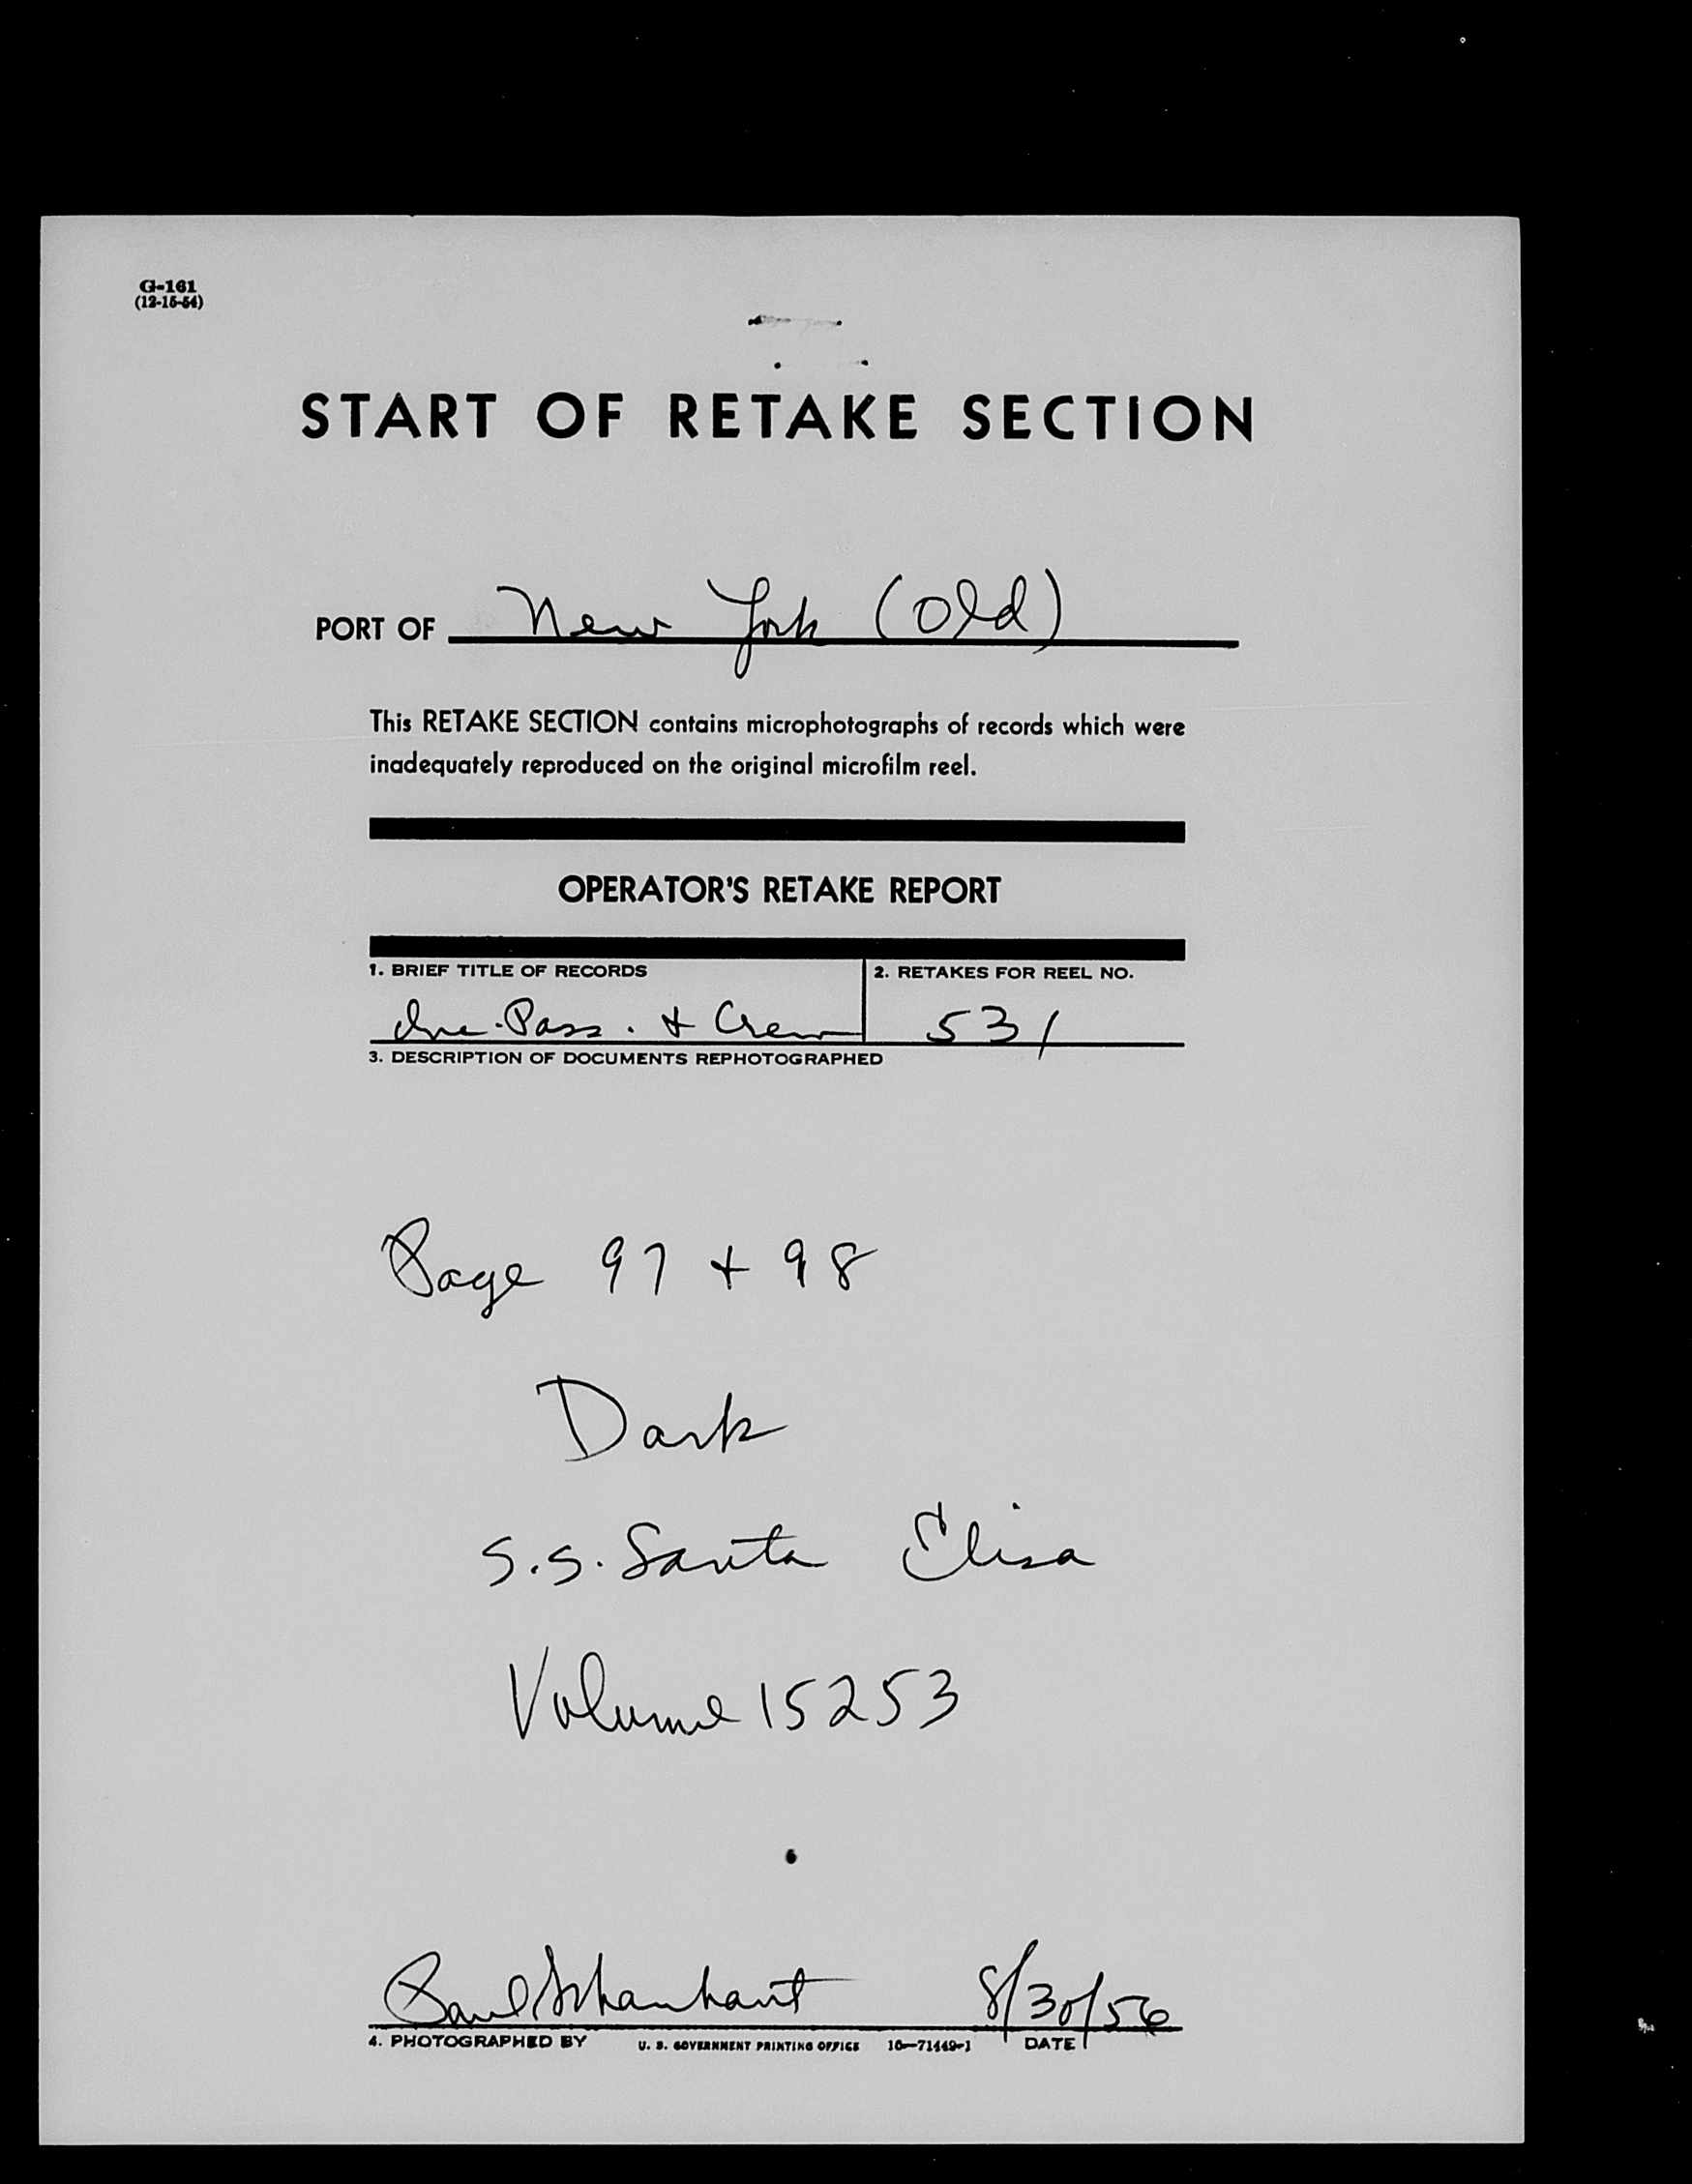 G-161
(12-15-54)
START OF RETAKE SECTION
PORT OF New York (Old)
This RETAKE SECTION contains microphotographs of records which were
inadequately reproduced on the original microfilm reel.
OPERATOR'S RETAKE REPORT
1. BRIEF TITLE OF RECORDS 2. RETAKES FOR REEL NO.
Inc. Pass. & Crew 531
3. DESCRIPTION OF DOCUMENTS REPHOTOGRAPHED
Page 97 + 98
Dark
S.S. Santa Elisa
Volume 15253
Paul 8/30/56
4. PHOTOGRAPHED BY U. S. GOVERNMENT PRINTING OFFICE 16—71449-1 DATE